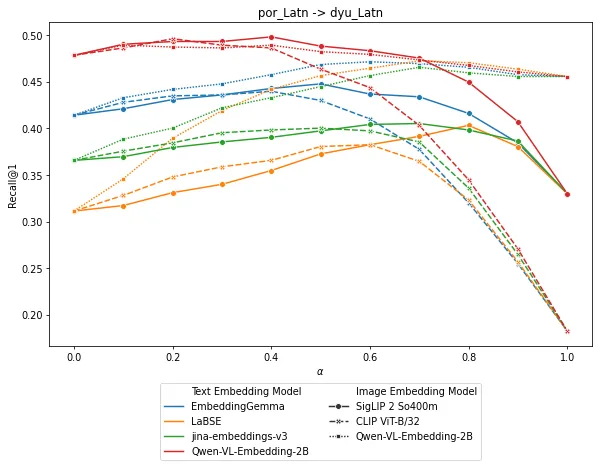 por_Latn -> dyu_Latn
Recall@1
0.50
0.45
0.40
0.35
0.30
0.25
0.20
0.0 0.2 0.4 0.6 0.8 1.0
α
Text Embedding Model Image Embedding Model
EmbeddingGemma SigLIP 2 So400m
LaBSE CLIP ViT-B/32
jina-embeddings-v3 Qwen-VL-Embedding-2B
Qwen-VL-Embedding-2B